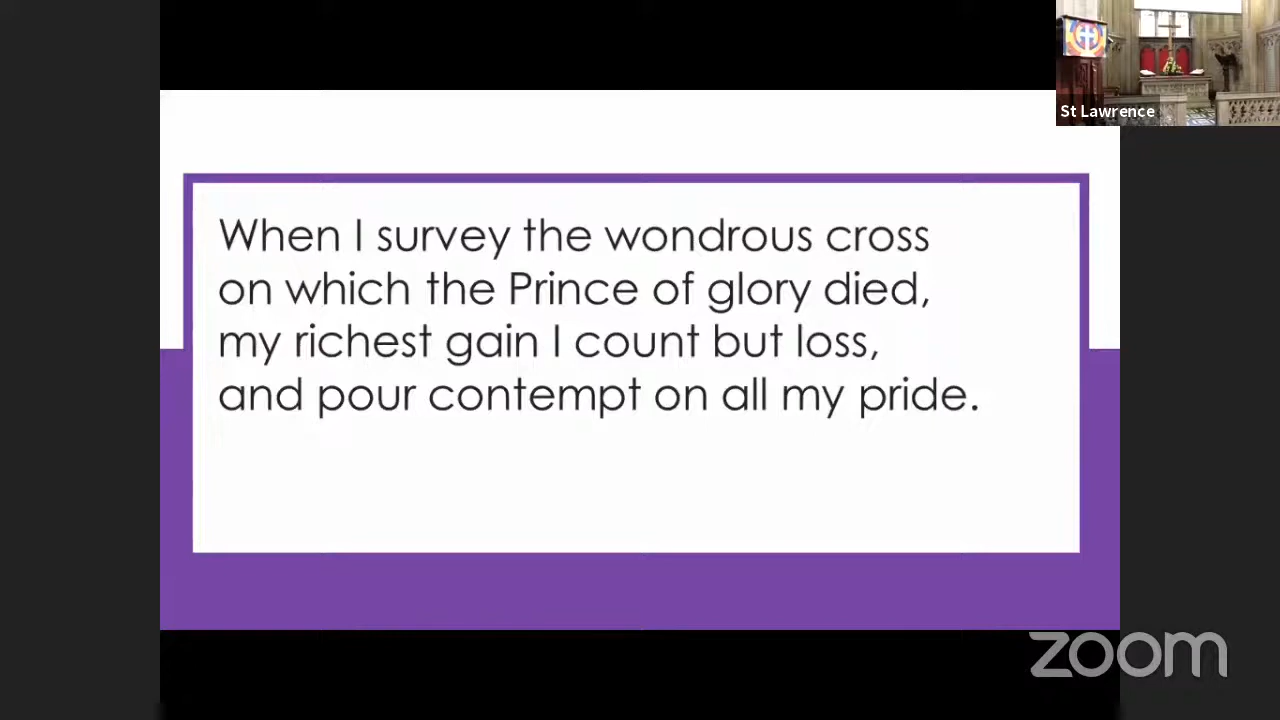 St Lawrence
When I survey the wondrous cross
on which the Prince of glory died,
my richest gain I count but loss,
and pour contempt on all my pride.
zoom